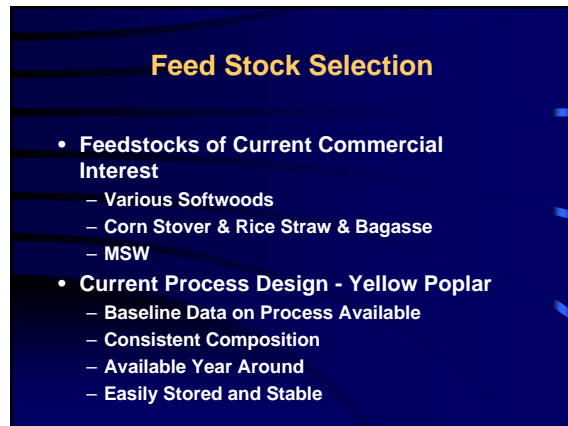 Feed Stock Selection
• Feedstocks of Current Commercial
Interest
– Various Softwoods
– Corn Stover & Rice Straw & Bagasse
– MSW
• Current Process Design - Yellow Poplar
– Baseline Data on Process Available
– Consistent Composition
– Available Year Around
– Easily Stored and Stable